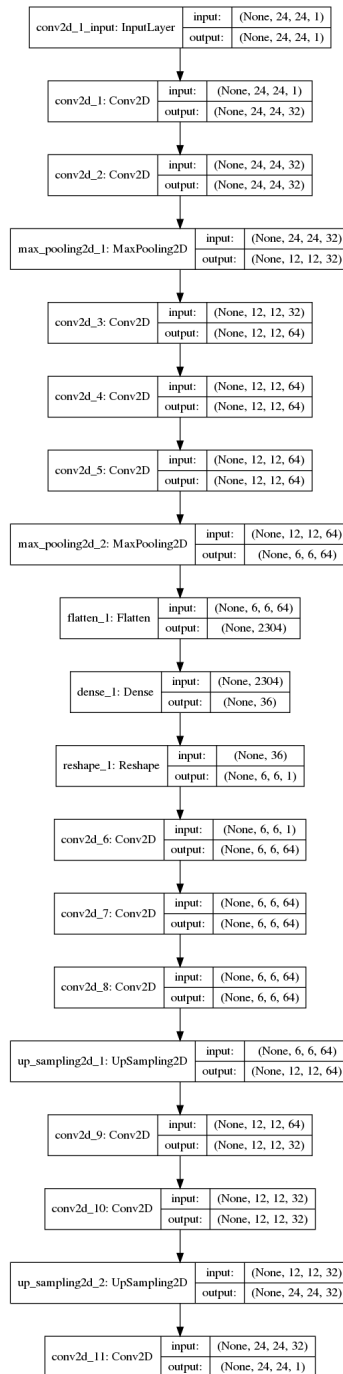 conv2d_1_input: InputLayer
input: (None, 24, 24, 1)
output: (None, 24, 24, 1)
conv2d_1: Conv2D
input: (None, 24, 24, 1)
output: (None, 24, 24, 32)
conv2d_2: Conv2D
input: (None, 24, 24, 32)
output: (None, 24, 24, 32)
max_pooling2d_1: MaxPooling2D
input: (None, 24, 24, 32)
output: (None, 12, 12, 32)
conv2d_3: Conv2D
input: (None, 12, 12, 32)
output: (None, 12, 12, 64)
conv2d_4: Conv2D
input: (None, 12, 12, 64)
output: (None, 12, 12, 64)
conv2d_5: Conv2D
input: (None, 12, 12, 64)
output: (None, 12, 12, 64)
max_pooling2d_2: MaxPooling2D
input: (None, 12, 12, 64)
output: (None, 6, 6, 64)
flatten_1: Flatten
input: (None, 6, 6, 64)
output: (None, 2304)
dense_1: Dense
input: (None, 2304)
output: (None, 36)
reshape_1: Reshape
input: (None, 36)
output: (None, 6, 6, 1)
conv2d_6: Conv2D
input: (None, 6, 6, 1)
output: (None, 6, 6, 64)
conv2d_7: Conv2D
input: (None, 6, 6, 64)
output: (None, 6, 6, 64)
conv2d_8: Conv2D
input: (None, 6, 6, 64)
output: (None, 6, 6, 64)
up_sampling2d_1: UpSampling2D
input: (None, 6, 6, 64)
output: (None, 12, 12, 64)
conv2d_9: Conv2D
input: (None, 12, 12, 64)
output: (None, 12, 12, 32)
conv2d_10: Conv2D
input: (None, 12, 12, 32)
output: (None, 12, 12, 32)
up_sampling2d_2: UpSampling2D
input: (None, 12, 12, 32)
output: (None, 24, 24, 32)
conv2d_11: Conv2D
input: (None, 24, 24, 32)
output: (None, 24, 24, 1)